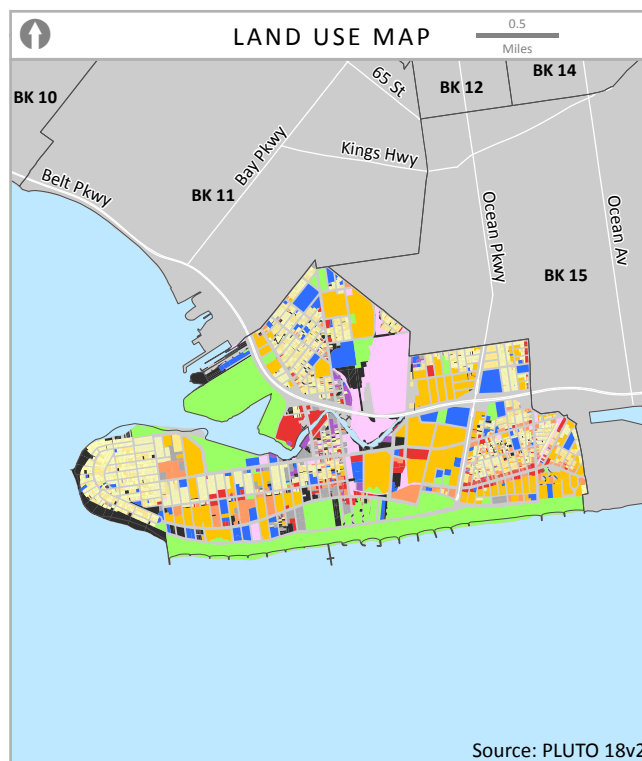 LAND USE MAP
0.5
Miles
BK 10
65 St
BK 12
BK 14
Bay Pkwy
Kings Hwy
Belt Pkwy
BK 11
Ocean Pkwy
Ocean Av
BK 15
Source: PLUTO 18v2